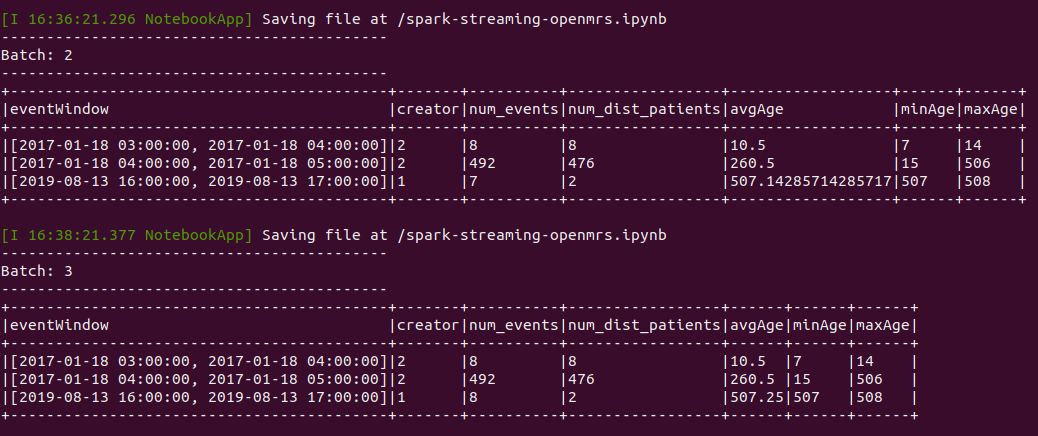 [I 16:36:21.296 NotebookApp] Saving file at /spark-streaming-openmrs.ipynb
-------------------------------------------
Batch: 2
-------------------------------------------
+------------------------------------------+-------+----------+-----------------+------------------+------+------+
|eventWindow                               |creator|num_events|num_dist_patients|avgAge            |minAge|maxAge|
+------------------------------------------+-------+----------+-----------------+------------------+------+------+
|[2017-01-18 03:00:00, 2017-01-18 04:00:00]|2      |8         |8                |10.5              |7     |14    |
|[2017-01-18 04:00:00, 2017-01-18 05:00:00]|2      |492       |476              |260.5             |15    |506   |
|[2019-08-13 16:00:00, 2019-08-13 17:00:00]|1      |7         |2                |507.14285714285717|507   |508   |
+------------------------------------------+-------+----------+-----------------+------------------+------+------+
[I 16:38:21.377 NotebookApp] Saving file at /spark-streaming-openmrs.ipynb
-------------------------------------------
Batch: 3
-------------------------------------------
+------------------------------------------+-------+----------+-----------------+------+------+------+
|eventWindow                               |creator|num_events|num_dist_patients|avgAge|minAge|maxAge|
+------------------------------------------+-------+----------+-----------------+------+------+------+
|[2017-01-18 03:00:00, 2017-01-18 04:00:00]|2      |8         |8                |10.5  |7     |14    |
|[2017-01-18 04:00:00, 2017-01-18 05:00:00]|2      |492       |476              |260.5 |15    |506   |
|[2019-08-13 16:00:00, 2019-08-13 17:00:00]|1      |8         |2                |507.25|507   |508   |
+------------------------------------------+-------+----------+-----------------+------+------+------+